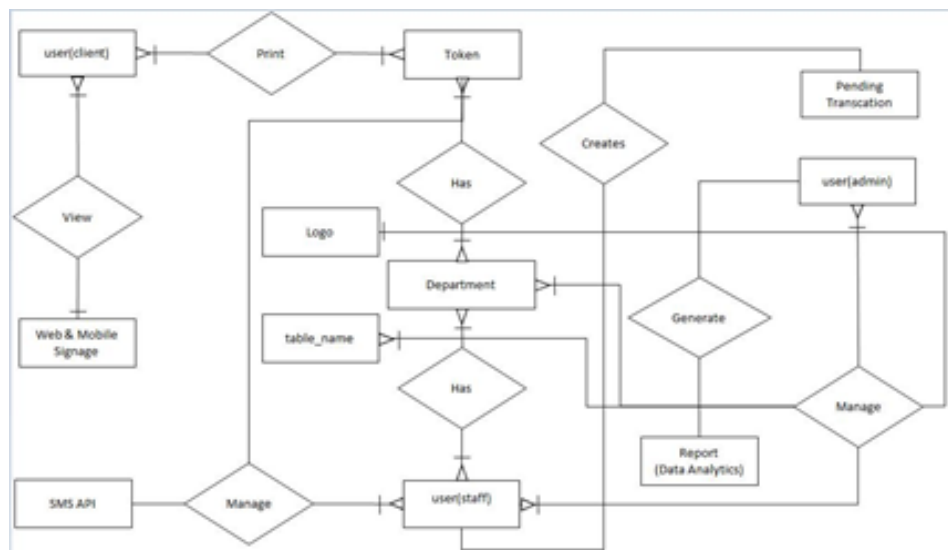 user(client)
Print
Token
Pending
Transcation
Creates
Has
user(admin)
View
Logo
Department
Generate
Web & Mobile
Signage
table_name
Has
Manage
Report
(Data Analytics)
SMS API
Manage
user(staff)